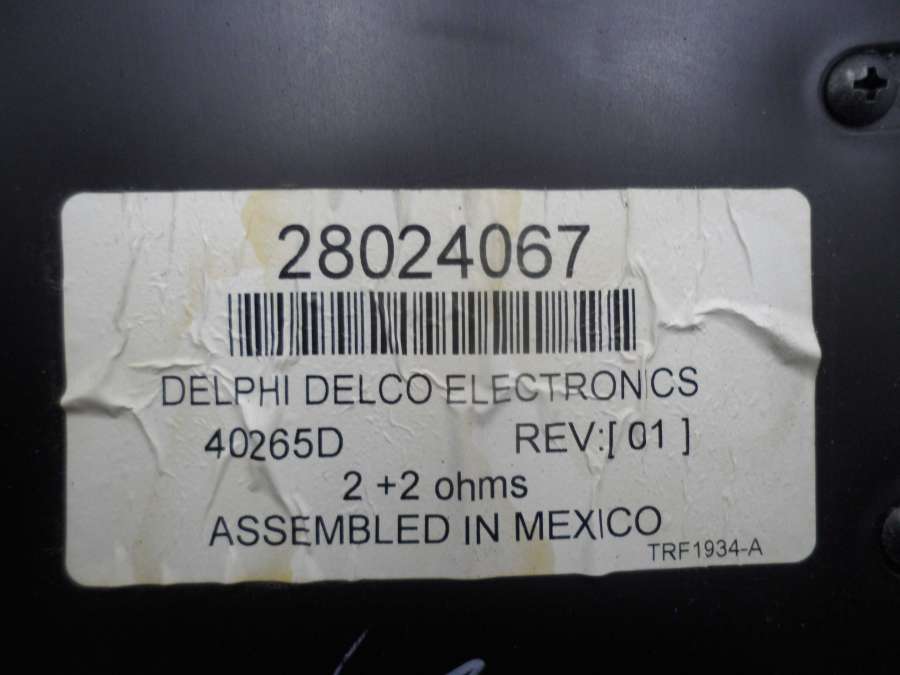 28024067
DELPHI DELCO ELECTRONICS
40265D REV:[ 01 ]
2 +2 ohms
ASSEMBLED IN MEXICO
TRF1934-A